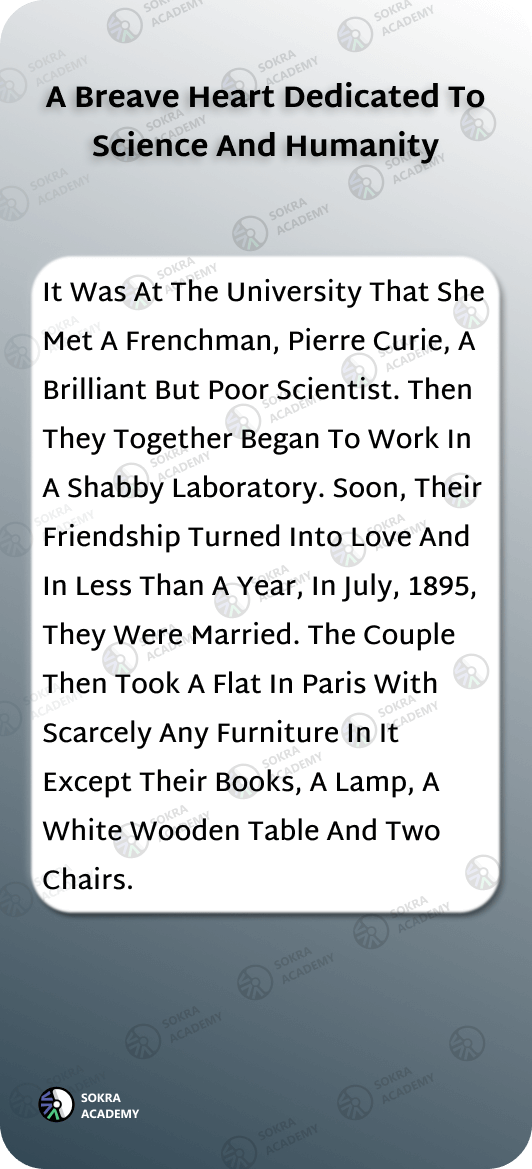 A Breave Heart Dedicated To
Science And Humanity
It Was At The University That She
Met A Frenchman, Pierre Curie, A
Brilliant But Poor Scientist. Then
They Together Began To Work In
A Shabby Laboratory. Soon, Their
Friendship Turned Into Love And
In Less Than A Year, In July, 1895,
They Were Married. The Couple
Then Took A Flat In Paris With
Scarcely Any Furniture In It
Except Their Books, A Lamp, A
White Wooden Table And Two
Chairs.
SOKRA
ACADEMY